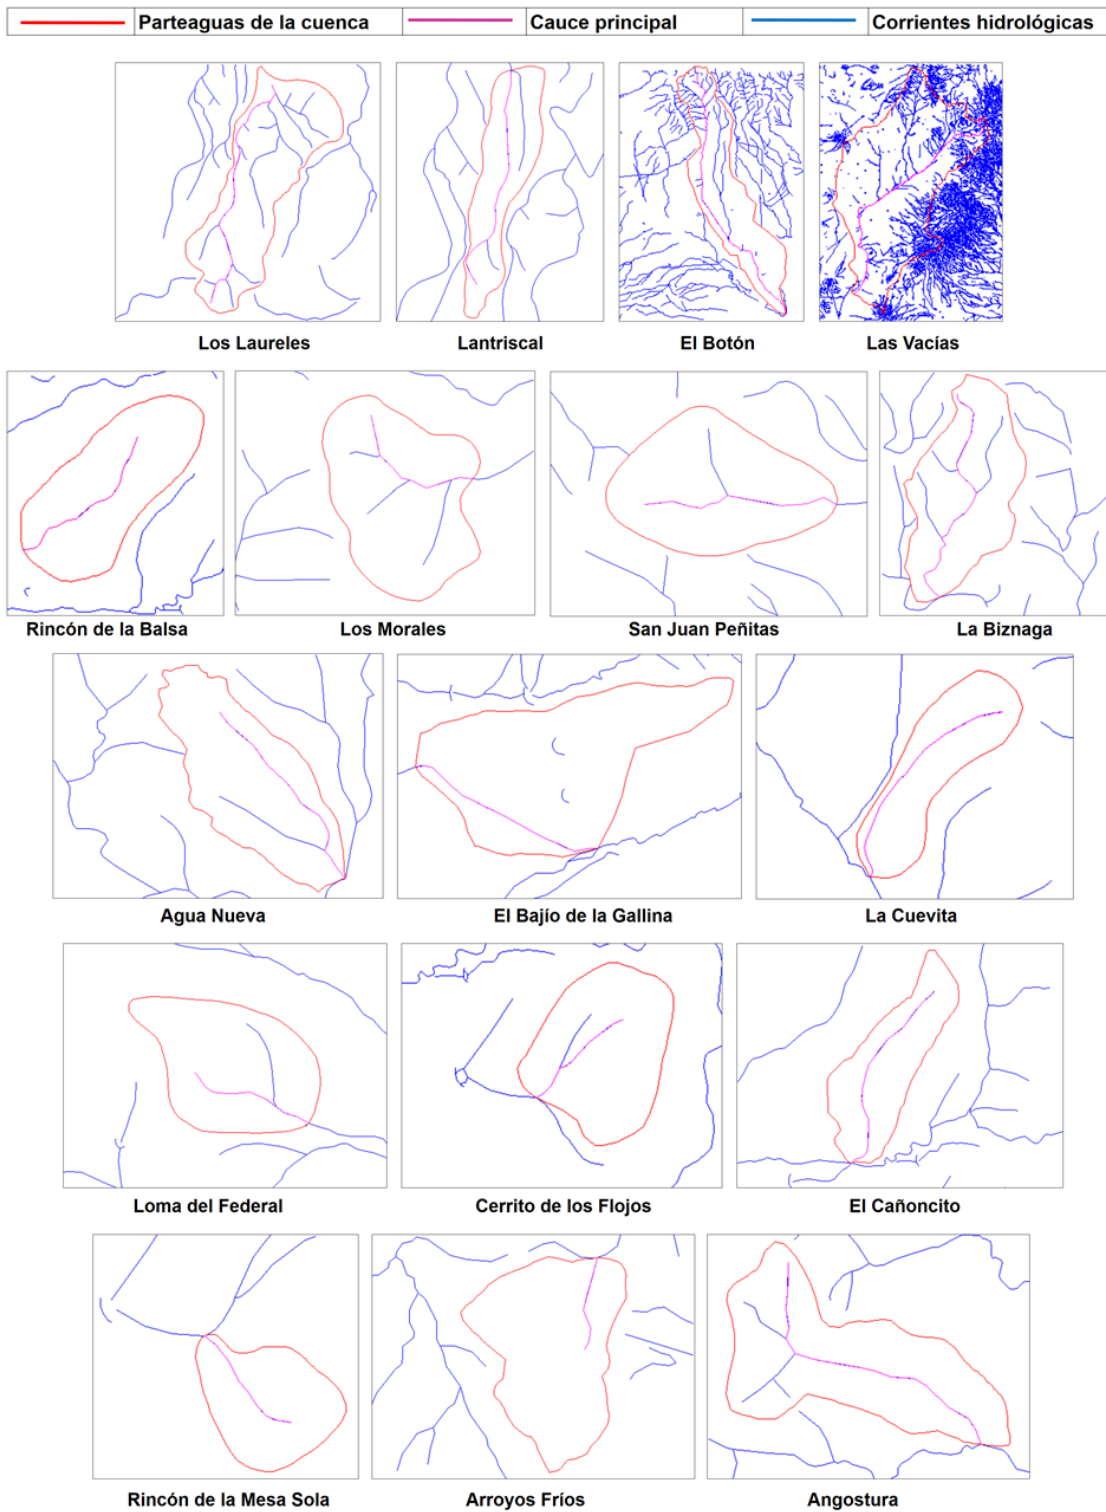 Parteaguas de la cuenca Cauce principal Corrientes hidrológicas
Los Laureles Lantriscal El Botón Las Vacías
Rincón de la Balsa Los Morales San Juan Peñitas La Biznaga
Agua Nueva El Bajío de la Gallina La Cuevita
Loma del Federal Cerrito de los Flojos El Cañoncito
Rincón de la Mesa Sola Arroyos Fríos Angostura